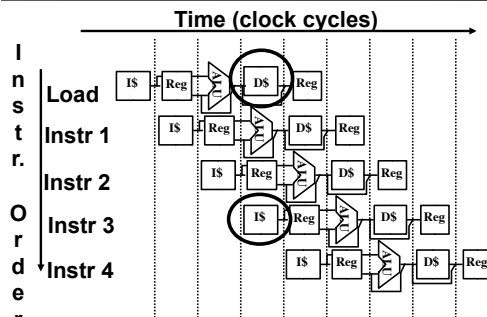 Time (clock cycles)
I
n
s
t
r.
O
r
d
e
r
Load I$ Reg ALU D$ Reg
Instr 1 I$ Reg ALU D$ Reg
Instr 2 I$ Reg ALU D$ Reg
Instr 3 I$ Reg ALU D$ Reg
Instr 4 I$ Reg ALU D$ Reg